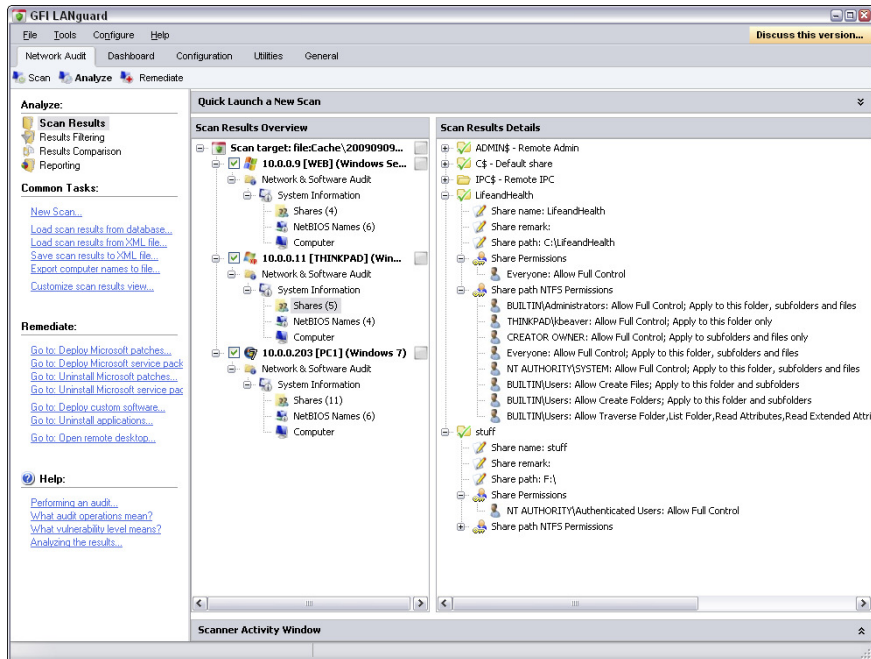 GFI LANguard
File Tools Configure Help
Discuss this version...
Network Audit Dashboard Configuration Utilities General
Scan Analyze Remediate
Analyze:
Scan Results
Results Filtering
Results Comparison
Reporting
Common Tasks:
New Scan...
Load scan results from database...
Load scan results from XML file...
Save scan results to XML file...
Export computer names to file...
Customize scan results view...
Remediate:
Go to: Deploy Microsoft patches...
Go to: Deploy Microsoft service pack
Go to: Uninstall Microsoft patches...
Go to: Uninstall Microsoft service pac
Go to: Deploy custom software...
Go to: Uninstall applications...
Go to: Open remote desktop...
Help:
Performing an audit...
What audit operations mean?
What vulnerability level means?
Analyzing the results...
Quick Launch a New Scan
Scan Results Overview
Scan target: file:Cache\20090909...
10.0.0.9 [WEB] (Windows Se...
Network & Software Audit
System Information
Shares (4)
NetBIOS Names (6)
Computer
10.0.0.11 [THINKPAD] (Win...
Network & Software Audit
System Information
Shares (5)
NetBIOS Names (4)
Computer
10.0.0.203 [PC1] (Windows 7)
Network & Software Audit
System Information
Shares (11)
NetBIOS Names (6)
Computer
Scan Results Details
ADMIN$ - Remote Admin
C$ - Default share
IPC$ - Remote IPC
LifeandHealth
Share name: LifeandHealth
Share remark:
Share path: C:\LifeandHealth
Share Permissions
Everyone: Allow Full Control
Share path NTFS Permissions
BUILTIN\Administrators: Allow Full Control; Apply to this folder, subfolders and files
THINKPAD\kbeaver: Allow Full Control; Apply to this folder only
CREATOR OWNER: Allow Full Control; Apply to subfolders and files only
Everyone: Allow Full Control; Apply to this folder, subfolders and files
NT AUTHORITY\SYSTEM: Allow Full Control; Apply to this folder, subfolders and files
BUILTIN\Users: Allow Create Files; Apply to this folder and subfolders
BUILTIN\Users: Allow Create Folders; Apply to this folder and subfolders
BUILTIN\Users: Allow Traverse Folder,List Folder,Read Attributes,Read Extended Attri
stuff
Share name: stuff
Share remark:
Share path: F:\
Share Permissions
NT AUTHORITY\Authenticated Users: Allow Full Control
Share path NTFS Permissions
Scanner Activity Window